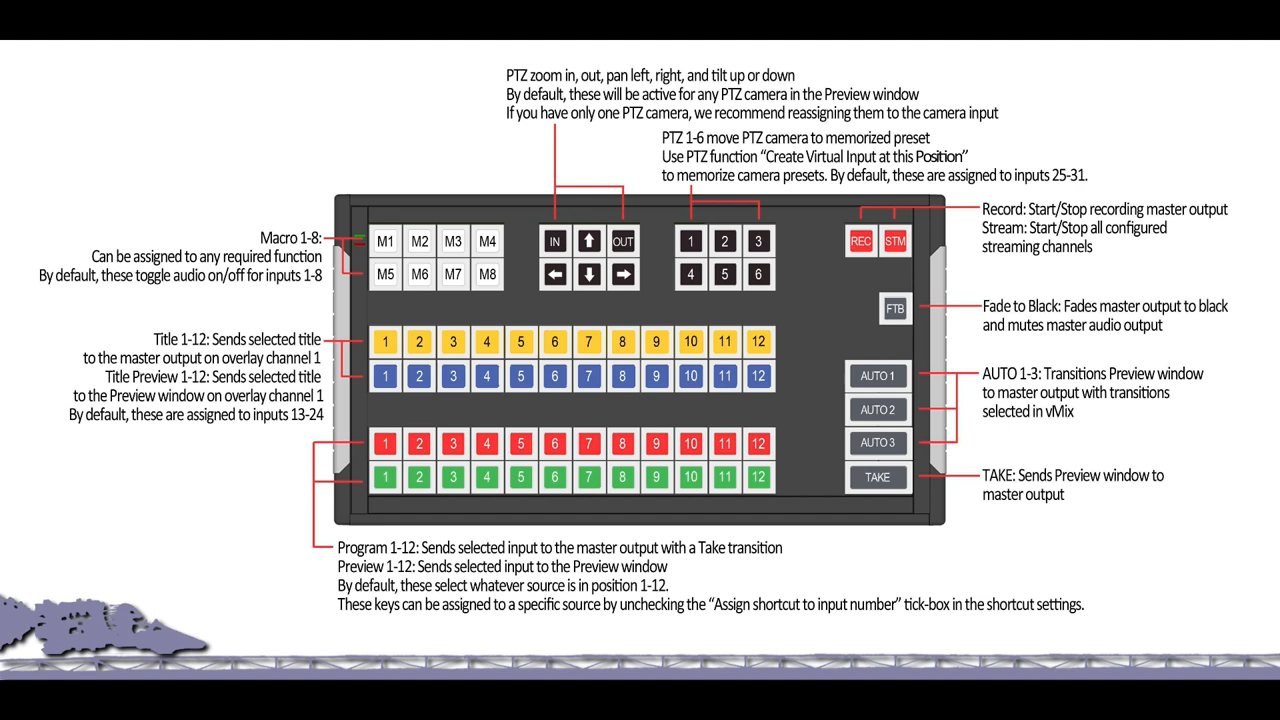 PTZ zoom in, out, pan left, right, and tilt up or down
By default, these will be active for any PTZ camera in the Preview window
If you have only one PTZ camera, we recommend reassigning them to the camera input
PTZ 1-6 move PTZ camera to memorized preset
Use PTZ function “Create Virtual Input at this Position”
to memorize camera presets. By default, these are assigned to inputs 25-31.
Record: Start/Stop recording master output
Stream: Start/Stop all configured
streaming channels
Macro 1-8:
Can be assigned to any required function
By default, these toggle audio on/off for inputs 1-8
M1 M2 M3 M4
M5 M6 M7 M8
IN OUT
1 2 3
4 5 6
REC STM
FTB
Fade to Black: Fades master output to black
and mutes master audio output
Title 1-12: Sends selected title
to the master output on overlay channel 1
Title Preview 1-12: Sends selected title
to the Preview window on overlay channel 1
By default, these are assigned to inputs 13-24
1 2 3 4 5 6 7 8 9 10 11 12
1 2 3 4 5 6 7 8 9 10 11 12
AUTO 1
AUTO 2
AUTO 3
TAKE
AUTO 1-3: Transitions Preview window
to master output with transitions
selected in vMix
1 2 3 4 5 6 7 8 9 10 11 12
1 2 3 4 5 6 7 8 9 10 11 12
TAKE: Sends Preview window to
master output
Program 1-12: Sends selected input to the master output with a Take transition
Preview 1-12: Sends selected input to the Preview window
By default, these select whatever source is in position 1-12.
These keys can be assigned to a specific source by unchecking the “Assign shortcut to input number” tick-box in the shortcut settings.